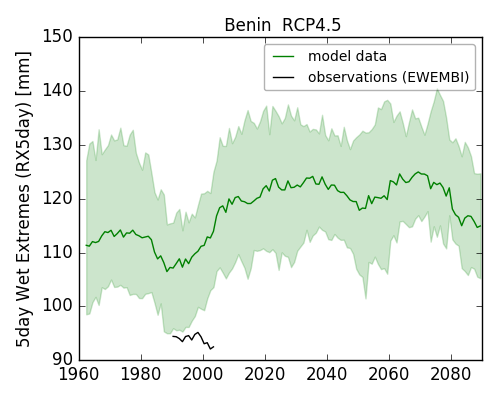 Benin RCP4.5
5day Wet Extremes (RX5day) [mm]
150
140
130
120
110
100
90
model data
observations (EWEMBI)
1960 1980 2000 2020 2040 2060 2080